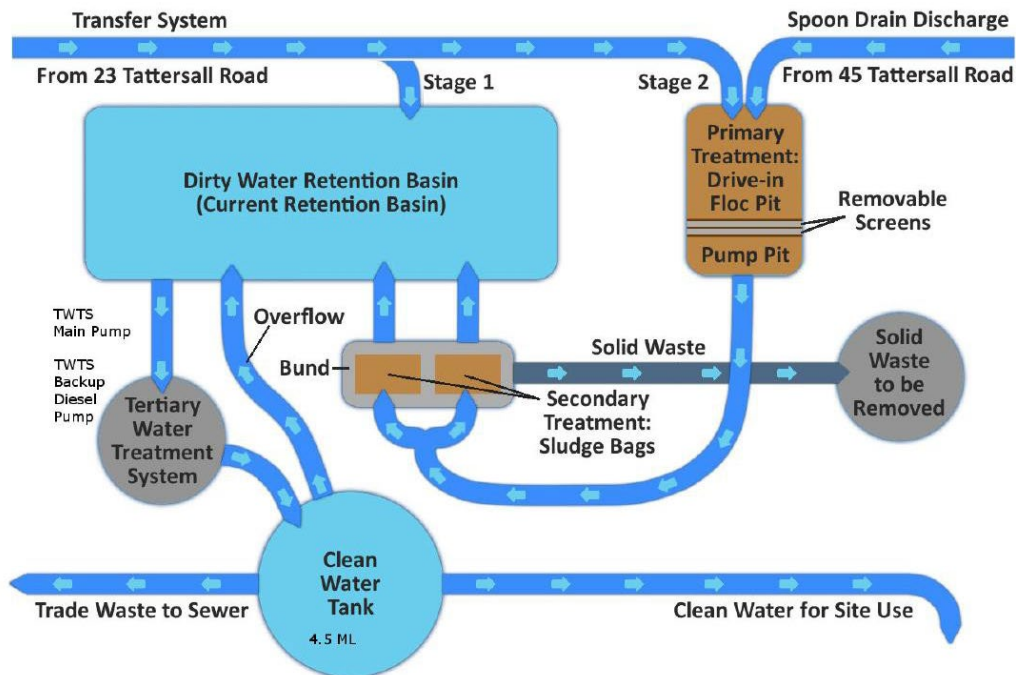 Transfer System
Spoon Drain Discharge
From 23 Tattersall Road
Stage 1
Stage 2
From 45 Tattersall Road
Primary
Treatment:
Drive-in
Floc Pit
Removable
Screens
Pump Pit
Dirty Water Retention Basin
(Current Retention Basin)
TWTS
Main Pump
TWTS
Backup
Diesel
Pump
Overflow
Bund
Solid Waste
Solid
Waste
to be
Removed
Secondary
Treatment:
Sludge Bags
Tertiary
Water
Treatment
System
Clean
Water
Tank
4.5 ML
Trade Waste to Sewer
Clean Water for Site Use